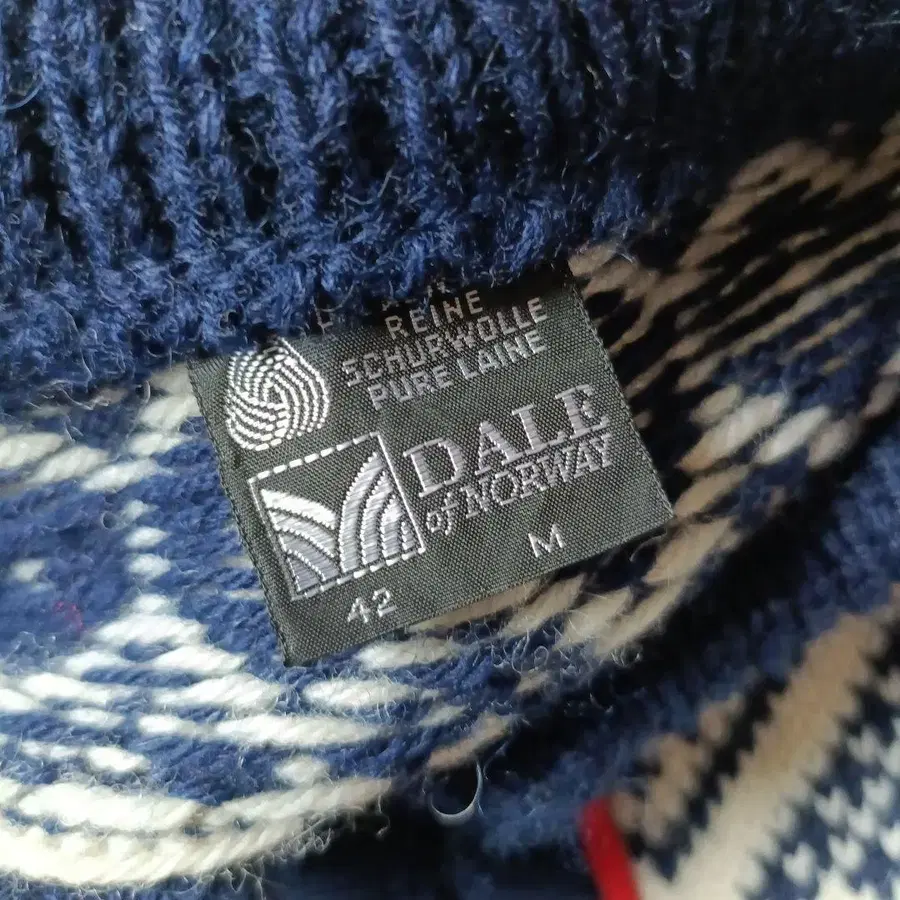 REINE
SCHURWOLLE
PURE LAINE
DALE
of NORWAY
42 M